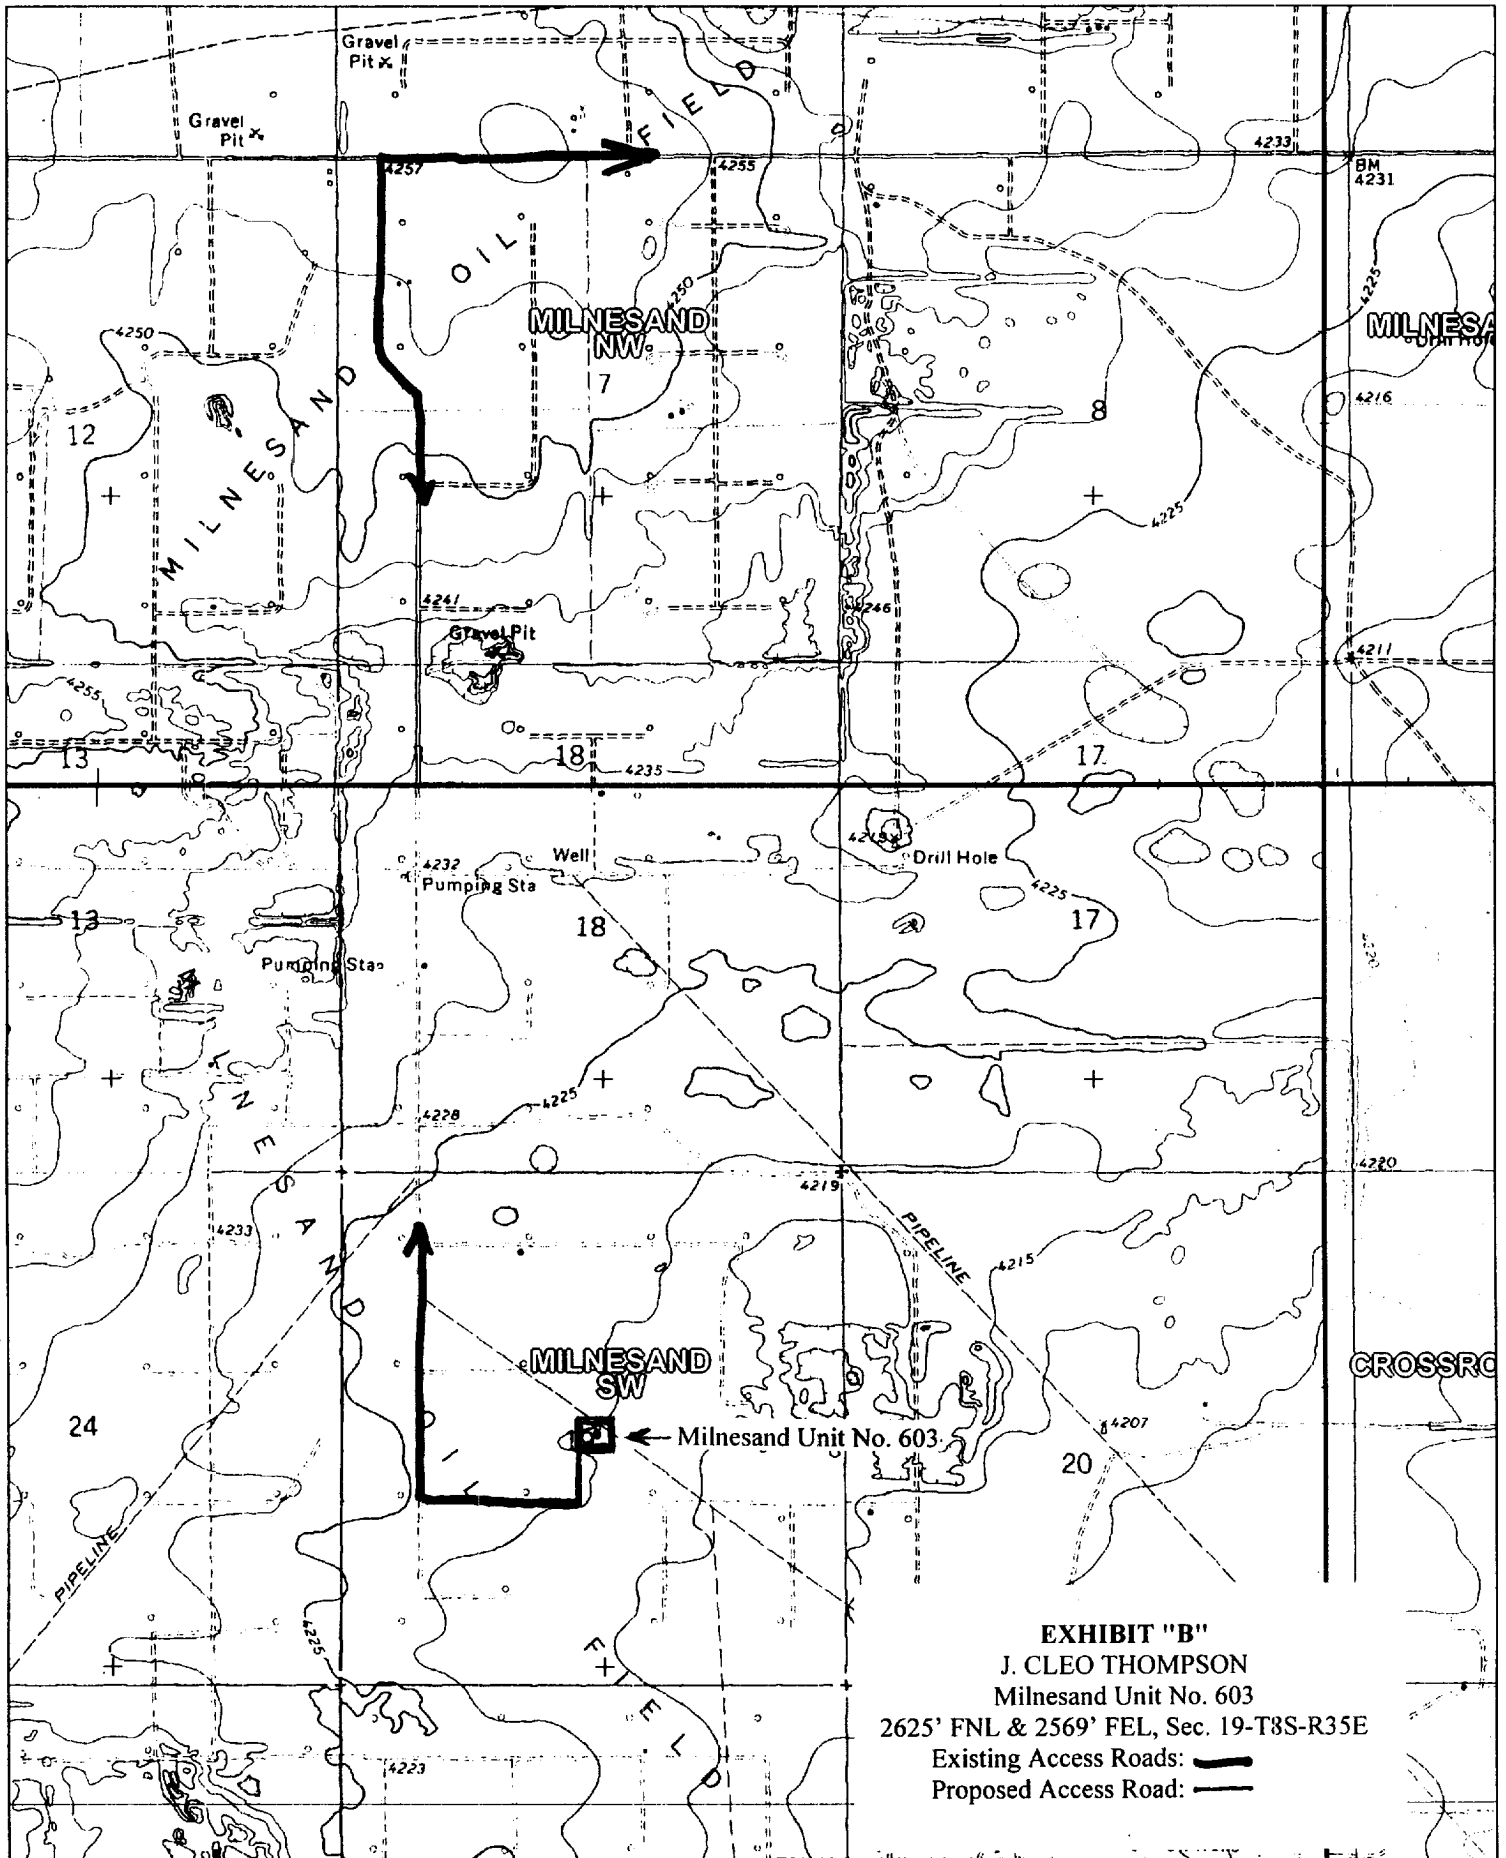 Gravel
Pit
Gravel
Pit
FIELD
4257
4255
4233
BM
4231
OIL
4250
4225
MILNESAND
NW
MILNESA
4250
7
4216
12
8
MILNESAND
4225
4241
4246
Gravel Pit
4211
4255
13
18
4235
17
4232
Well
Pumping Sta
Drill Hole
4225
13
18
17
Pumping Sta
4220
4225
4228
NESAND
4219
4220
4233
PIPELINE
4215
MILNESAND
SW
CROSSRO
24
Milnesand Unit No. 603
4207
20
OIL
PIPELINE
4225
FIELD
4223
EXHIBIT "B"
J. CLEO THOMPSON
Milnesand Unit No. 603
2625' FNL & 2569' FEL, Sec. 19-T8S-R35E
Existing Access Roads:
Proposed Access Road: